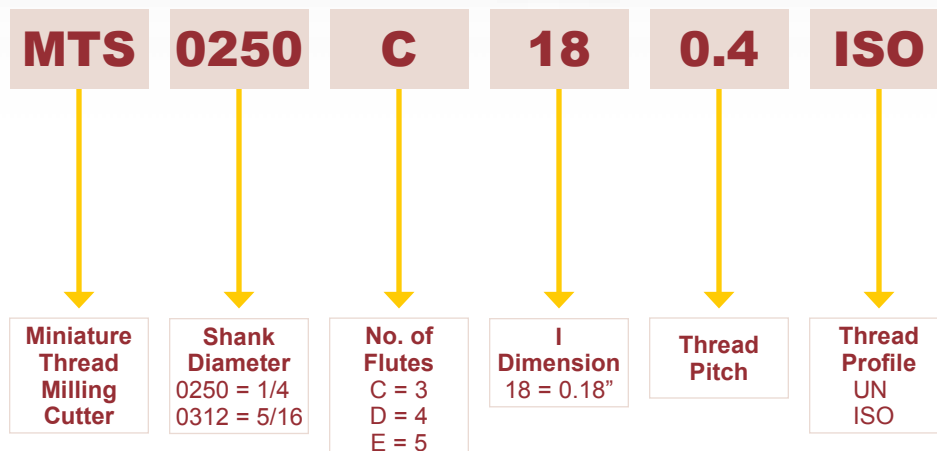 MTS 0250 C 18 0.4 ISO
Miniature
Thread
Milling
Cutter
Shank
Diameter
0250 = 1/4
0312 = 5/16
No. of
Flutes
C = 3
D = 4
E = 5
I
Dimension
18 = 0.18”
Thread
Pitch
Thread
Profile
UN
ISO